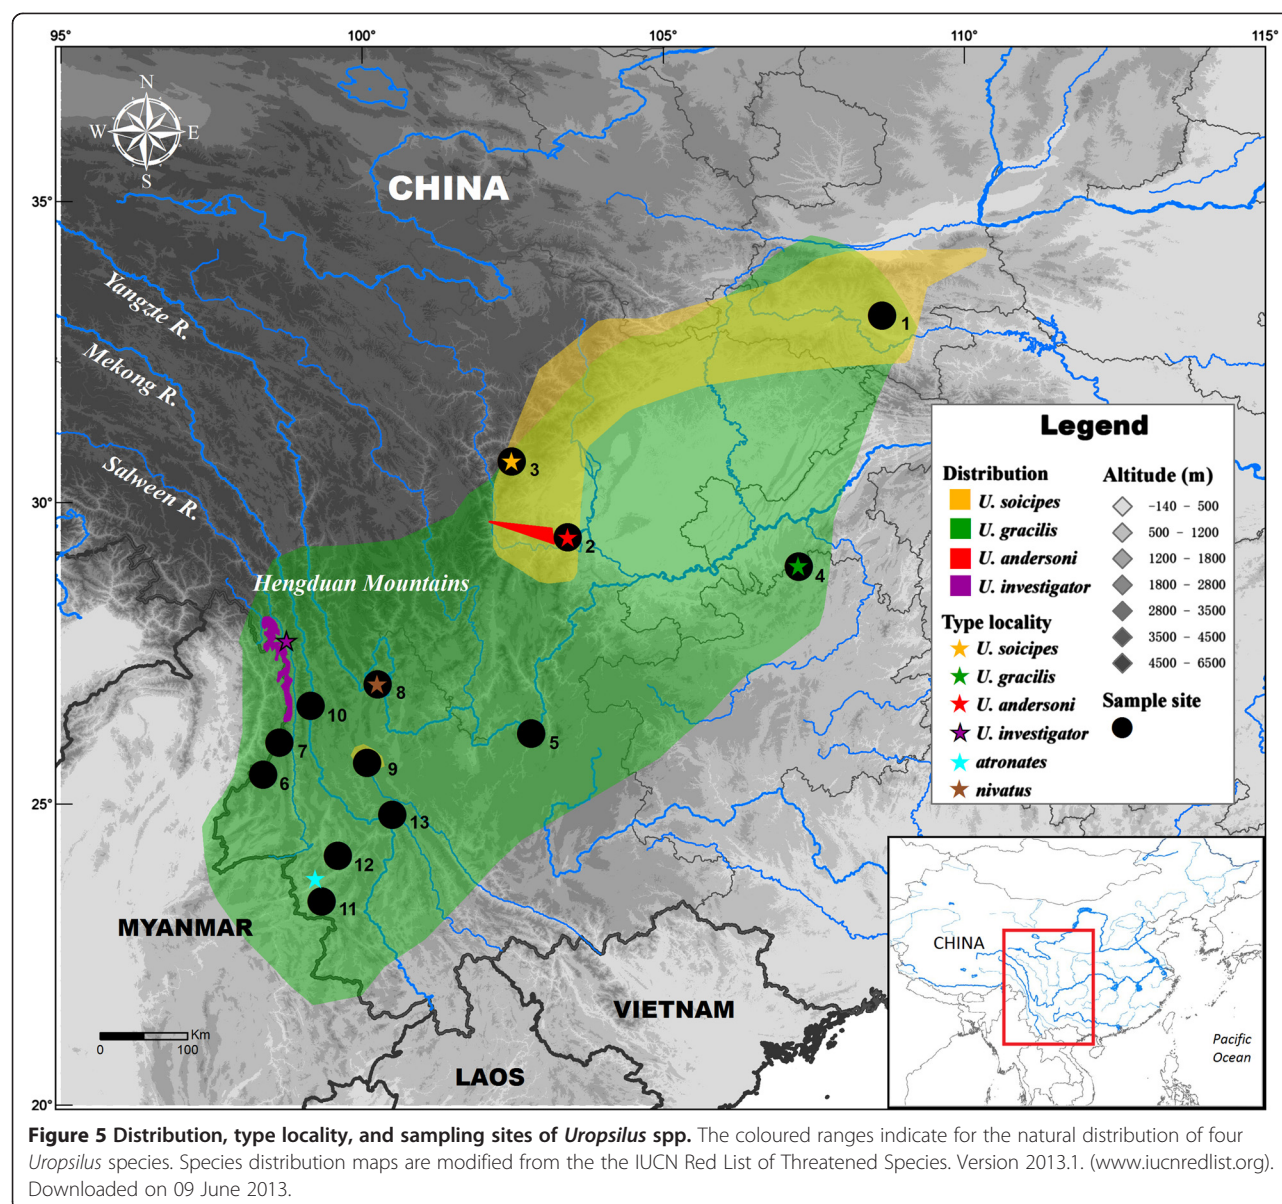 95°
100°
105°
110°
115°
N
W E
S
CHINA
35°
Yangzte R.
Mekong R.
Salween R.
1
Legend
Distribution
U. soicipes
U. gracilis
U. andersoni
U. investigator
Type locality
U. soicipes
U. gracilis
U. andersoni
U. investigator
atronates
nivatus
Altitude (m)
-140 - 500
500 - 1200
1200 - 1800
1800 - 2800
2800 - 3500
3500 - 4500
4500 - 6500
Sample site
3
30°
2
4
Hengduan Mountains
8
10
5
7
9
6
25°
13
12
11
MYANMAR
VIETNAM
LAOS
Km
0 100
20°
CHINA
Pacific
Ocean
Figure 5 Distribution, type locality, and sampling sites of Uropsilus spp. The coloured ranges indicate for the natural distribution of four
Uropsilus species. Species distribution maps are modified from the the IUCN Red List of Threatened Species. Version 2013.1. (www.iucnredlist.org).
Downloaded on 09 June 2013.